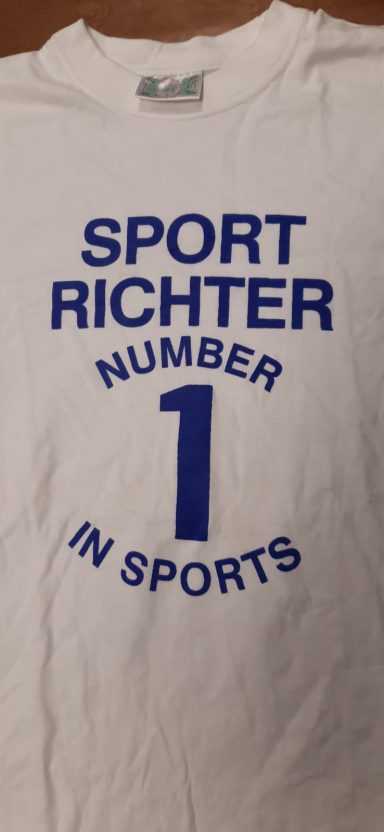 SPORT
RICHTER
NUMBER
1
IN SPORTS